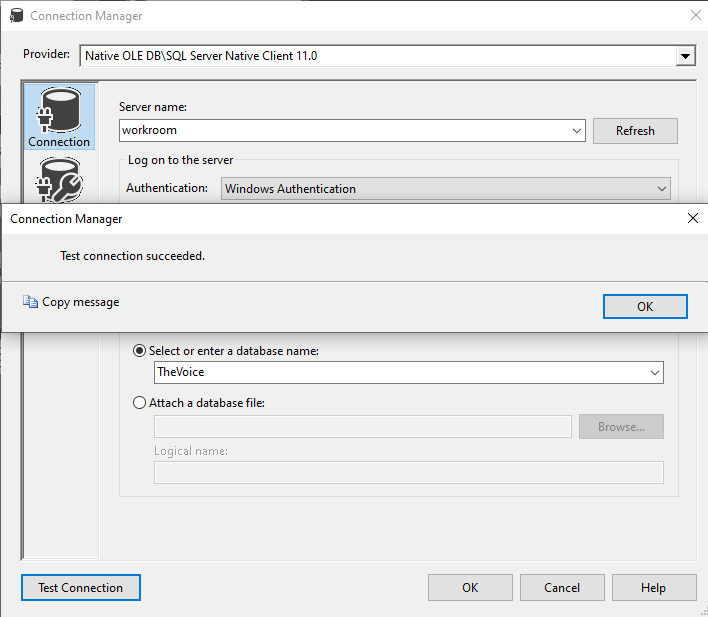 Connection Manager
Provider: Native OLE DB\SQL Server Native Client 11.0
Connection
Server name:
workroom
Refresh
Log on to the server
Authentication: Windows Authentication
Connection Manager
Test connection succeeded.
Copy message
OK
Select or enter a database name:
TheVoice
Attach a database file:
Browse...
Logical name:
Test Connection
OK
Cancel
Help